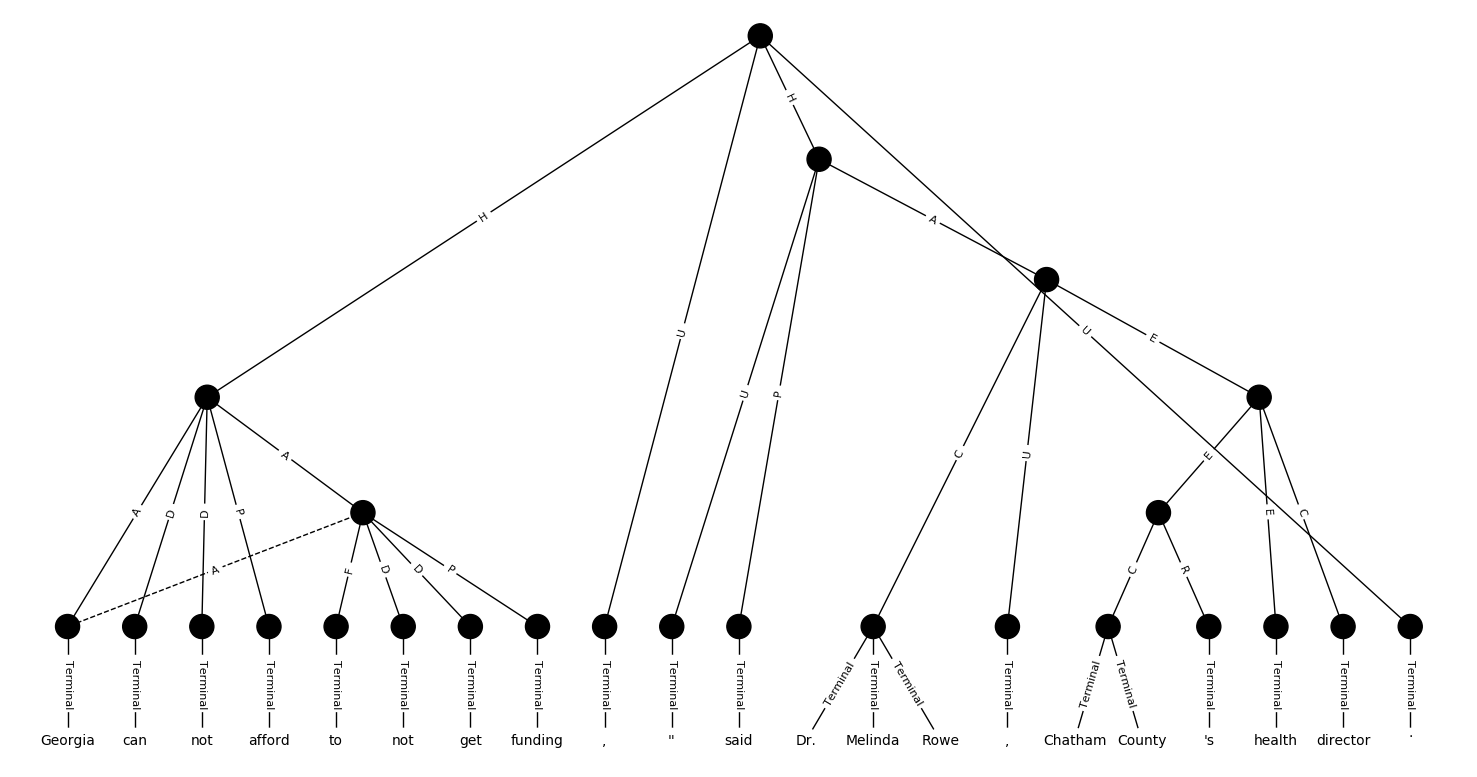 H
H
A
U
U
E
A
U
P
C
U
E
A
D
D
P
E
C
A
F
D
D
P
C
R
Terminal Terminal Terminal Terminal Terminal Terminal Terminal Terminal Terminal Terminal Terminal Terminal Terminal Terminal Terminal Terminal Terminal Terminal Terminal Terminal Terminal
Georgia can not afford to not get funding , " said Dr. Melinda Rowe , Chatham County 's health director .